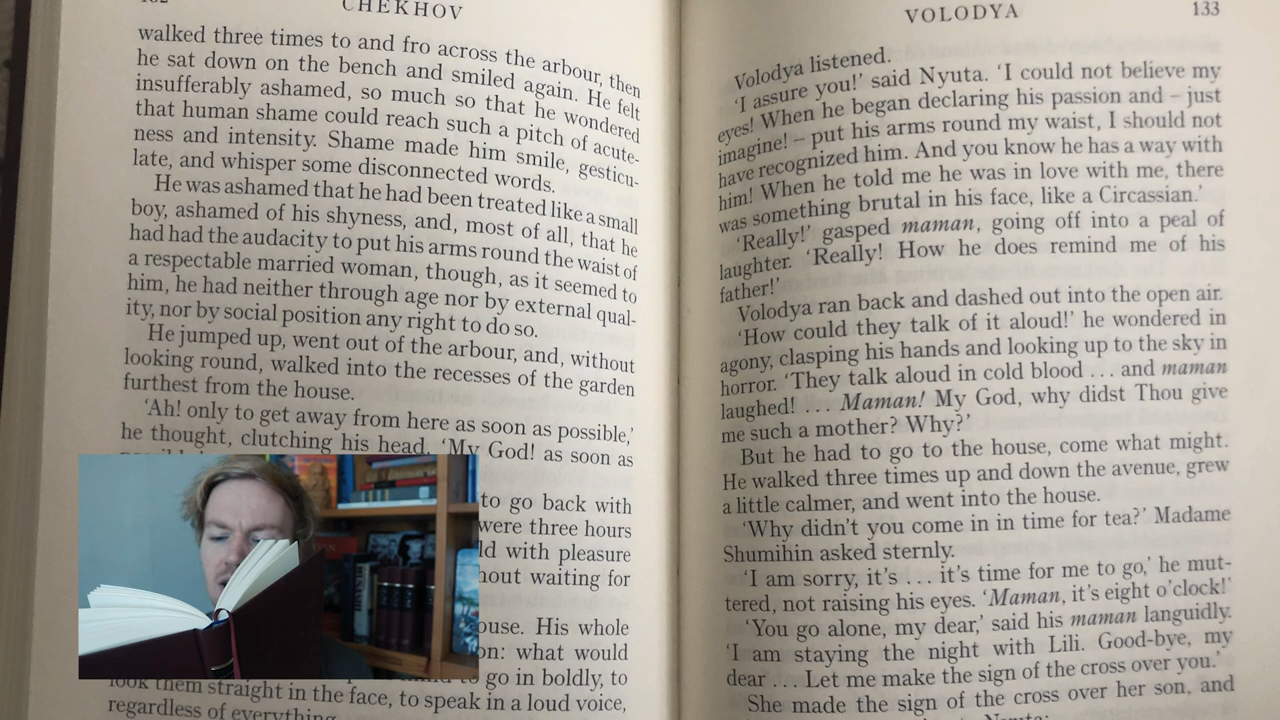 CHEKHOV
walked three times to and fro across the arbour, then
he sat down on the bench and smiled again. He felt
insufferably ashamed, so much so that he wondered
that human shame could reach such a pitch of acute-
ness and intensity. Shame made him smile, gesticu-
late, and whisper some disconnected words.
He was ashamed that he had been treated like a small
boy, ashamed of his shyness, and, most of all, that he
had had the audacity to put his arms round the waist of
a respectable married woman, though, as it seemed to
him, he had neither through age nor by external qual-
ity, nor by social position any right to do so.
He jumped up, went out of the arbour, and, without
looking round, walked into the recesses of the garden
furthest from the house.
'Ah! only to get away from here as soon as possible,'
he thought, clutching his head. 'My God! as soon as
to go back with
were three hours
with pleasure
waiting for
His whole
what would
go in boldly, to
look them straight in the face, to speak in a loud voice,
regardless of everything
VOLODYA 133
Volodya listened.
'I assure you!' said Nyuta. 'I could not believe my
eyes! When he began declaring his passion and – just
imagine! – put his arms round my waist, I should not
have recognized him. And you know he has a way with
him! When he told me he was in love with me, there
was something brutal in his face, like a Circassian.'
'Really!' gasped maman, going off into a peal of
laughter. 'Really! How he does remind me of his
father!'
Volodya ran back and dashed out into the open air.
'How could they talk of it aloud!' he wondered in
agony, clasping his hands and looking up to the sky in
horror. 'They talk aloud in cold blood . . . and maman
laughed! . . . Maman! My God, why didst Thou give
me such a mother? Why?'
But he had to go to the house, come what might.
He walked three times up and down the avenue, grew
a little calmer, and went into the house.
'Why didn't you come in in time for tea?' Madame
Shumihin asked sternly.
'I am sorry, it's . . . it's time for me to go,' he mut-
tered, not raising his eyes. 'Maman, it's eight o'clock!'
'You go alone, my dear,' said his maman languidly.
'I am staying the night with Lili. Good-bye, my
dear . . . Let me make the sign of the cross over you.'
She made the sign of the cross over her son, and